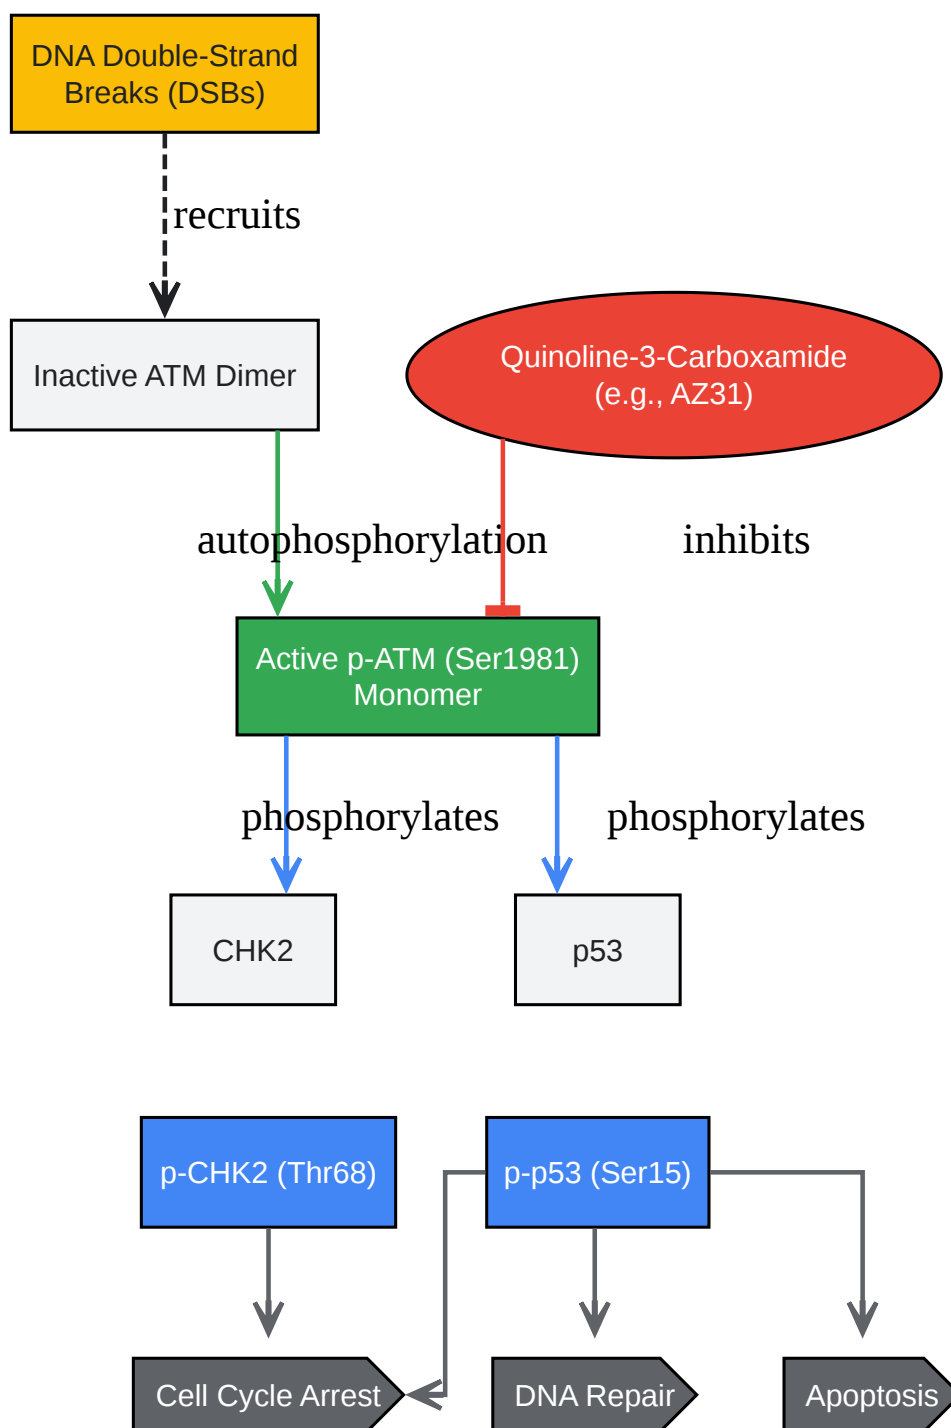 DNA Double-Strand
Breaks (DSBs)
recruits
Inactive ATM Dimer
Quinoline-3-Carboxamide
(e.g., AZ31)
autophosphorylation
inhibits
Active p-ATM (Ser1981)
Monomer
phosphorylates
phosphorylates
CHK2
p53
p-CHK2 (Thr68)
p-p53 (Ser15)
Cell Cycle Arrest
DNA Repair
Apoptosis